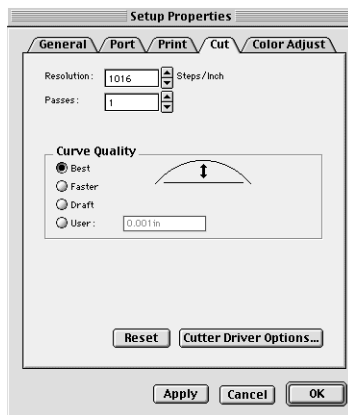 Setup Properties
General Port Print Cut Color Adjust
Resolution: 1016 Steps/Inch
Passes: 1
Curve Quality
Best
Faster
Draft
User: 0.001in
Reset Cutter Driver Options...
Apply Cancel OK